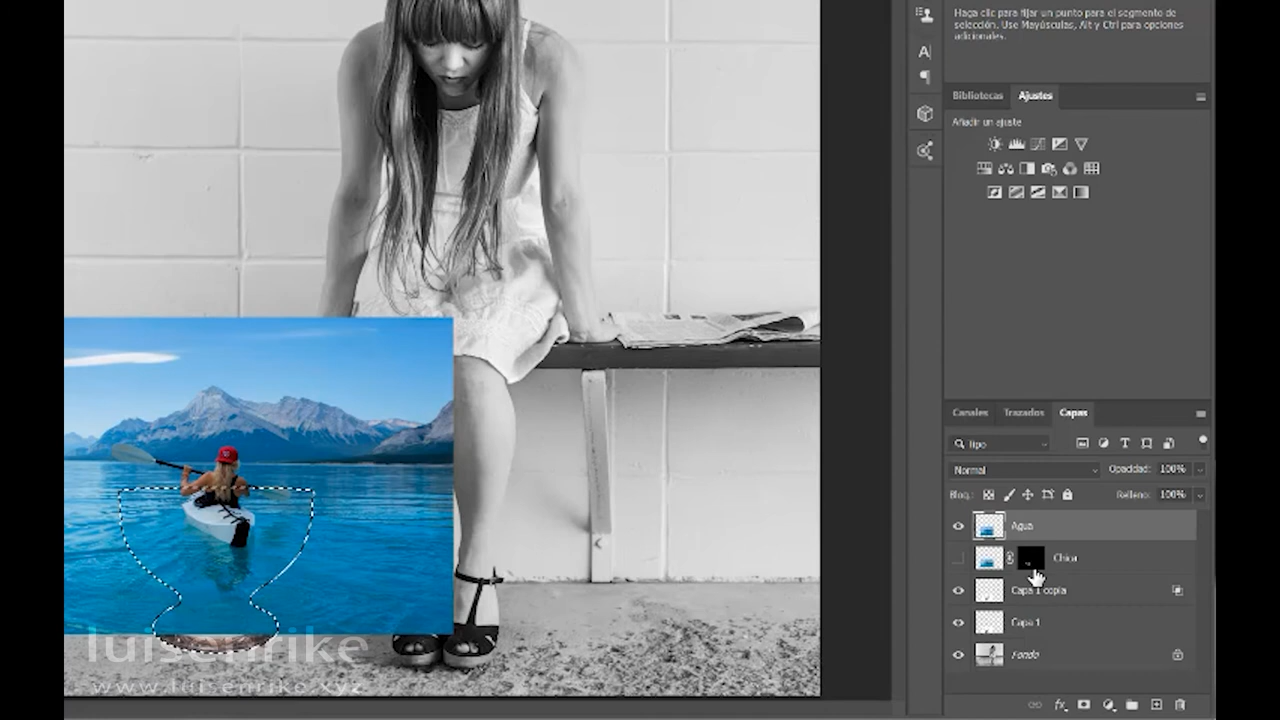 Haga clic para fijar un punto para el segmento de
selección. Use Mayúsculas, Alt y Ctrl para opciones
adicionales.
Bibliotecas Ajustes
Añadir un ajuste
Canales Trazados Capas
Tipo
Normal Opacidad: 100%
Bloq.: Relleno: 100%
Agua
Chica
Capa 1 copia
Capa 1
Fondo
luisenrike
www.luisenrike.xyz